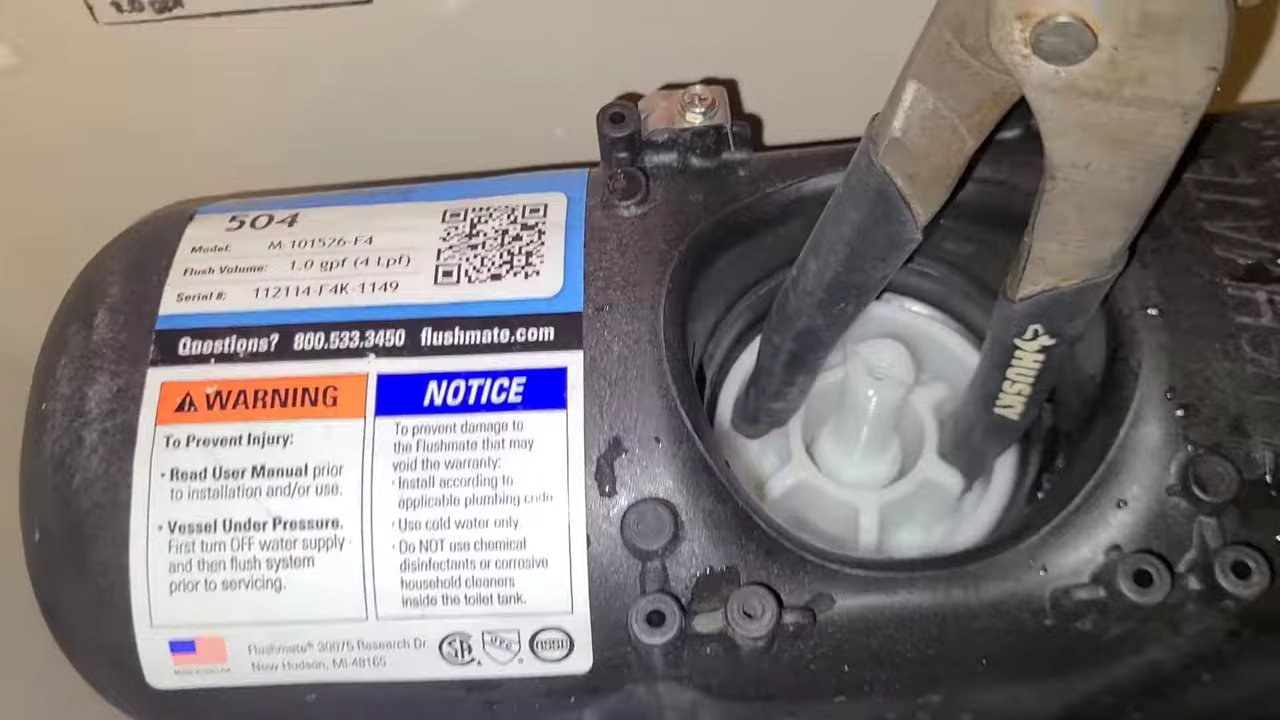 504
Model: M-101526-F4
Flush Volume: 1.0 gpf (4 Lpf)
Serial #: 112114-F4K-1149
Questions? 800.533.3450 flushmate.com
WARNING
To Prevent Injury:
• Read User Manual prior
to installation and/or use.
• Vessel Under Pressure.
First turn OFF water supply
and then flush system
prior to servicing.
NOTICE
To prevent damage to
the Flushmate that may
void the warranty:
· Install according to
applicable plumbing code
· Use cold water only
· Do NOT use chemical
disinfectants or corrosive
household cleaners
inside the toilet tank.
Flushmate® 30075 Research Dr.
New Hudson, MI 48165
UPC
HUSKY